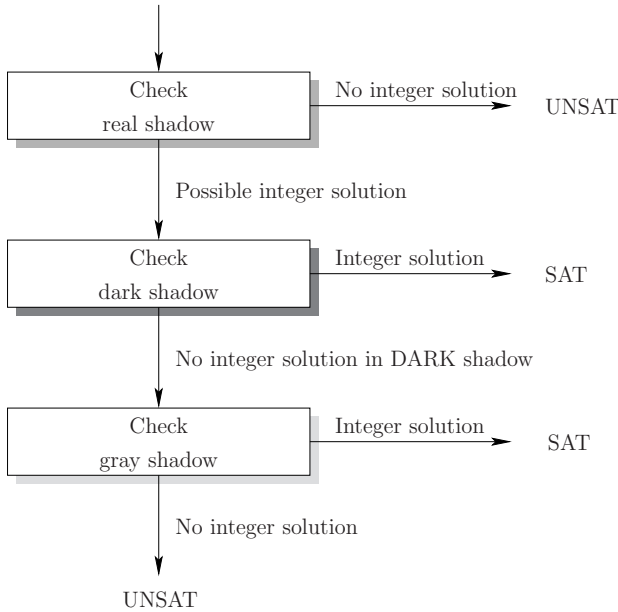 Check
real shadow
No integer solution
UNSAT
Possible integer solution
Check
dark shadow
Integer solution
SAT
No integer solution in DARK shadow
Check
gray shadow
Integer solution
SAT
No integer solution
UNSAT